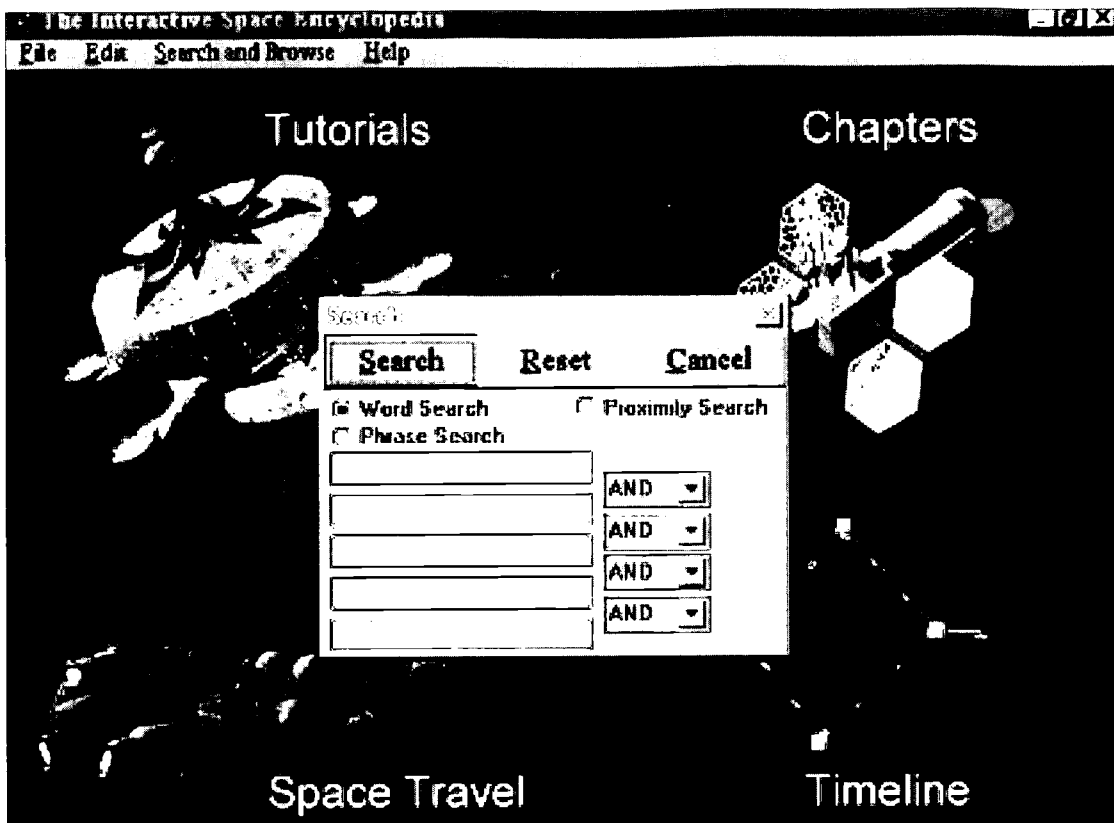 The Interactive Space Encyclopedia
File Edit Search and Browse Help
Tutorials
Chapters
Search
Search Reset Cancel
Word Search Proximity Search
Phrase Search
AND
AND
AND
AND
Space Travel
Timeline